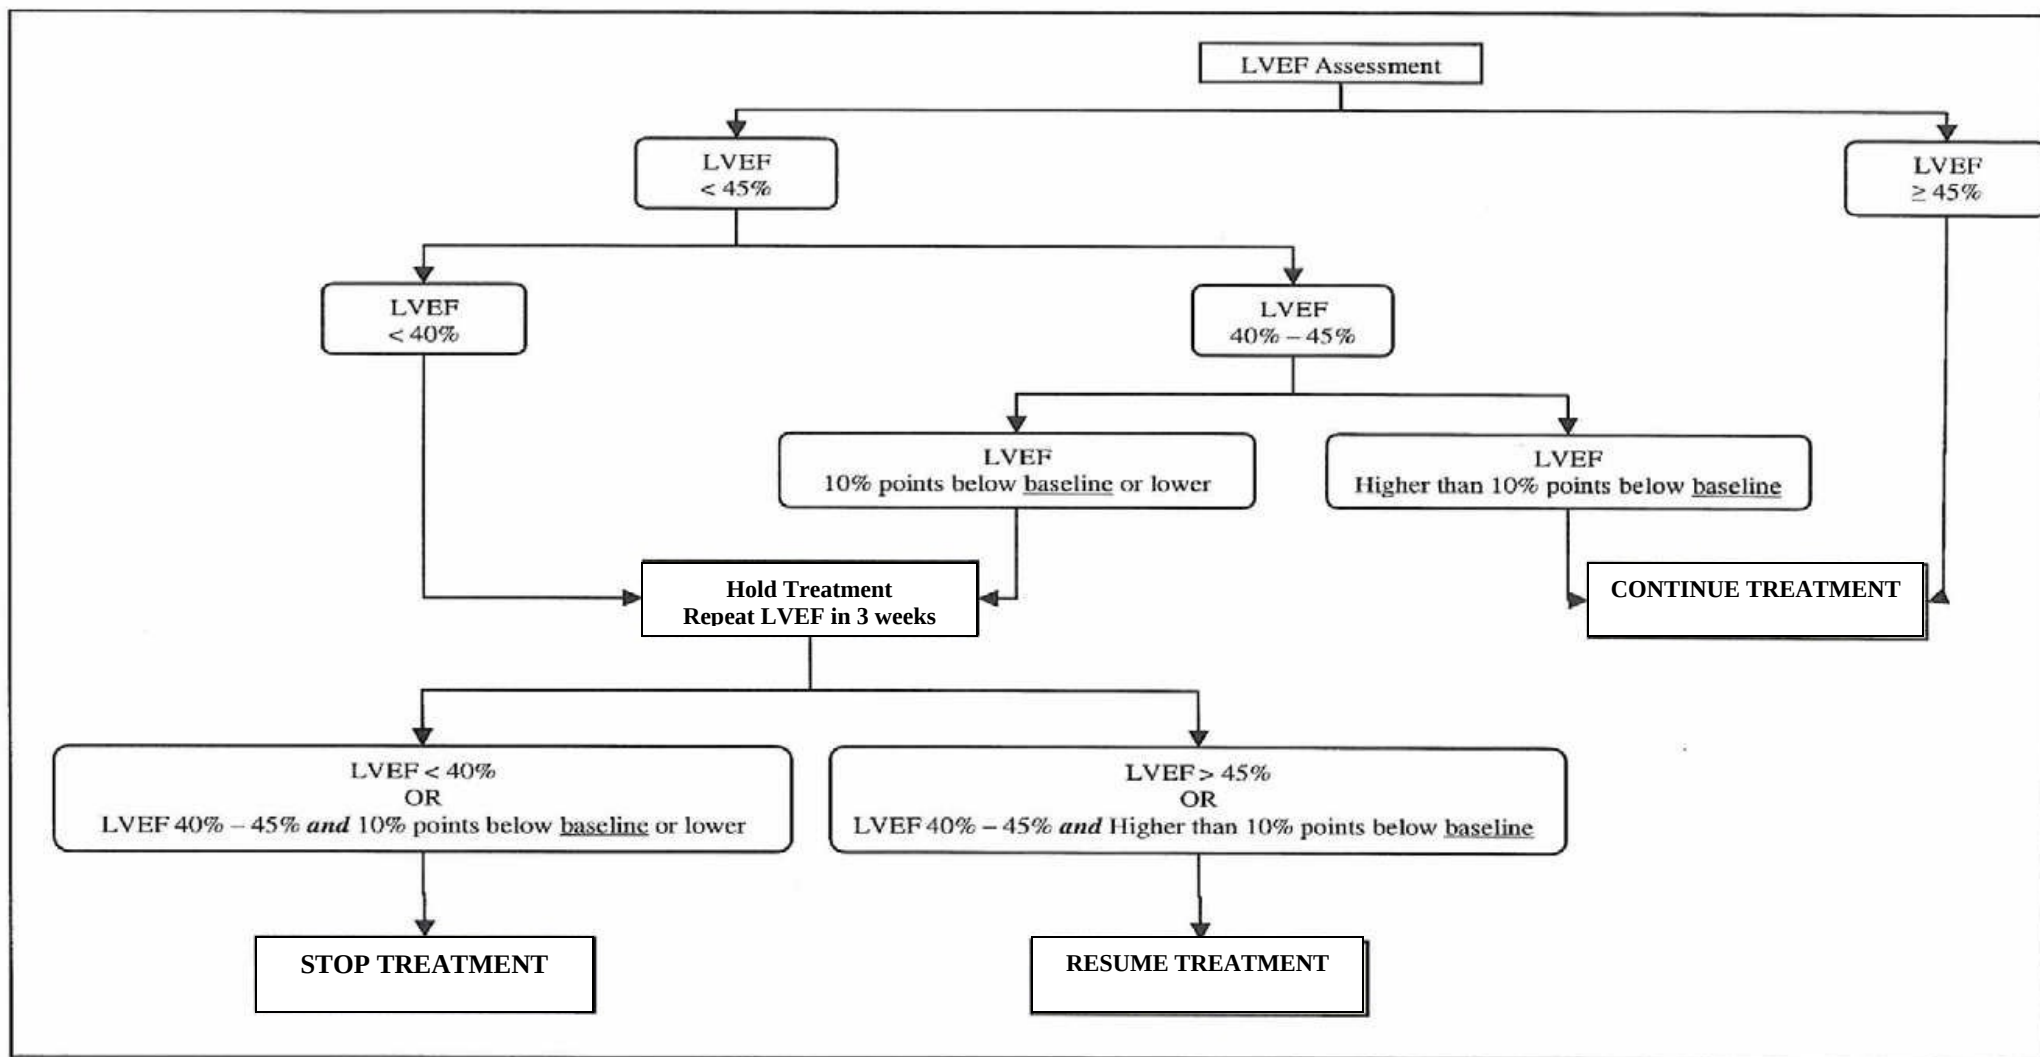 LVEF Assessment
LVEF
< 45%
LVEF
≥ 45%
LVEF
< 40%
LVEF
40% – 45%
LVEF
10% points below baseline or lower
LVEF
Higher than 10% points below baseline
Hold Treatment
Repeat LVEF in 3 weeks
CONTINUE TREATMENT
LVEF < 40%
OR
LVEF 40% – 45% and 10% points below baseline or lower
LVEF > 45%
OR
LVEF 40% – 45% and Higher than 10% points below baseline
STOP TREATMENT
RESUME TREATMENT